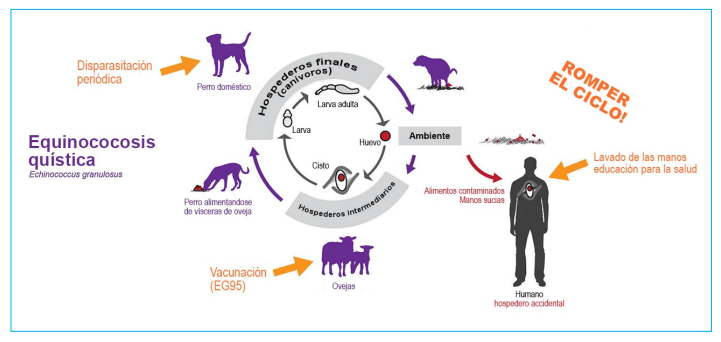 Disparasitación
periódica
Perro doméstico
Hospederos finales
(canívoros)
Larva adulta
Larva
Huevo
Ambiente
Cisto
Hospederos intermediarios
ROMPER
EL CICLO!
Equinococosis
quística
Echinococcus granulosus
Perro alimentandose
de vísceras de oveja
Lavado de las manos
educación para la salud
Alimentos contaminados
Manos sucias
Vacunación
(EG95)
Ovejas
Humano
hospedero accidental